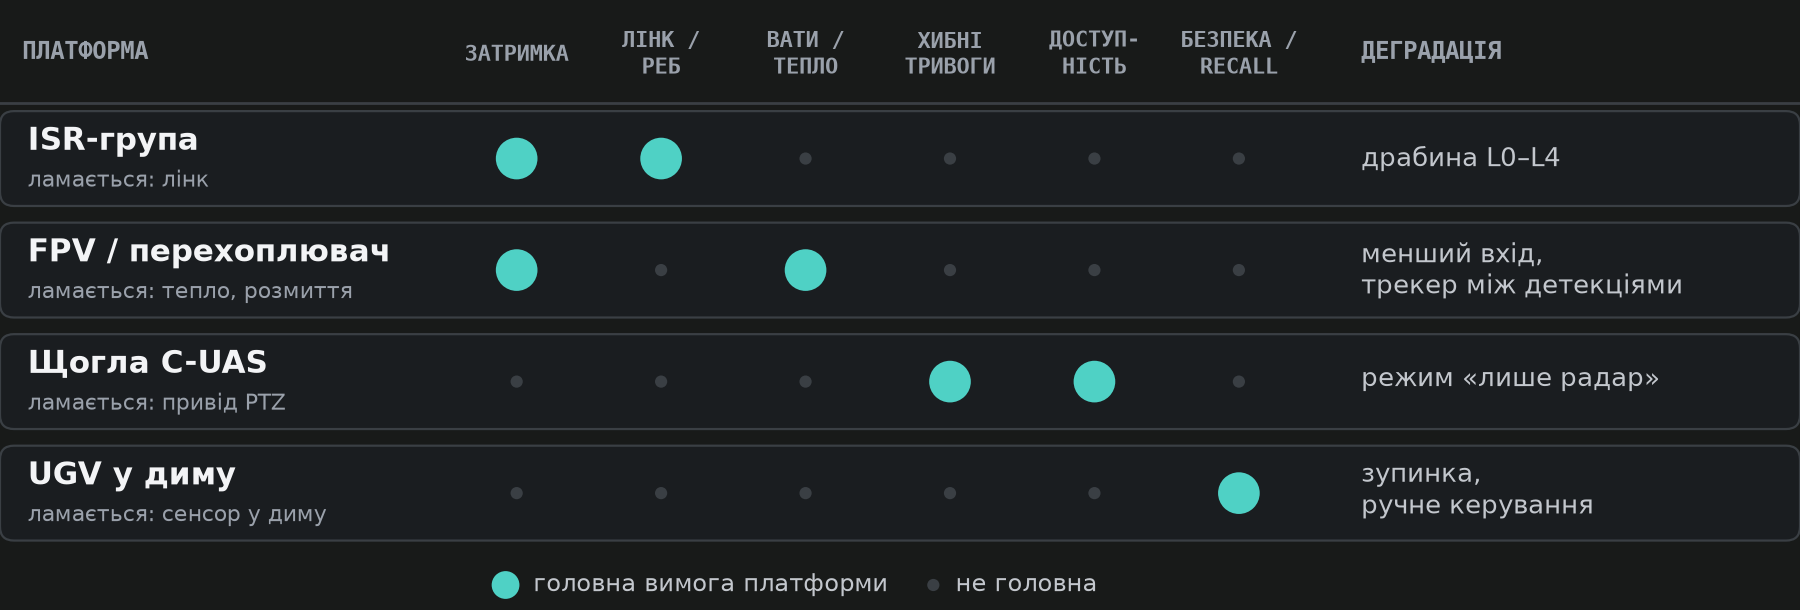 ПЛАТФОРМА
ЗАТРИМКА
ЛІНК /
РЕБ
ВАТИ /
ТЕПЛО
ХИБНІ
ТРИВОГИ
ДОСТУП-
НІСТЬ
БЕЗПЕКА /
RECALL
ДЕГРАДАЦІЯ
ISR-група
ламається: лінк
драбина L0–L4
FPV / перехоплювач
ламається: тепло, розмиття
менший вхід,
трекер між детекціями
Щогла C-UAS
ламається: привід PTZ
режим «лише радар»
UGV у диму
ламається: сенсор у диму
зупинка,
ручне керування
головна вимога платформи
не головна